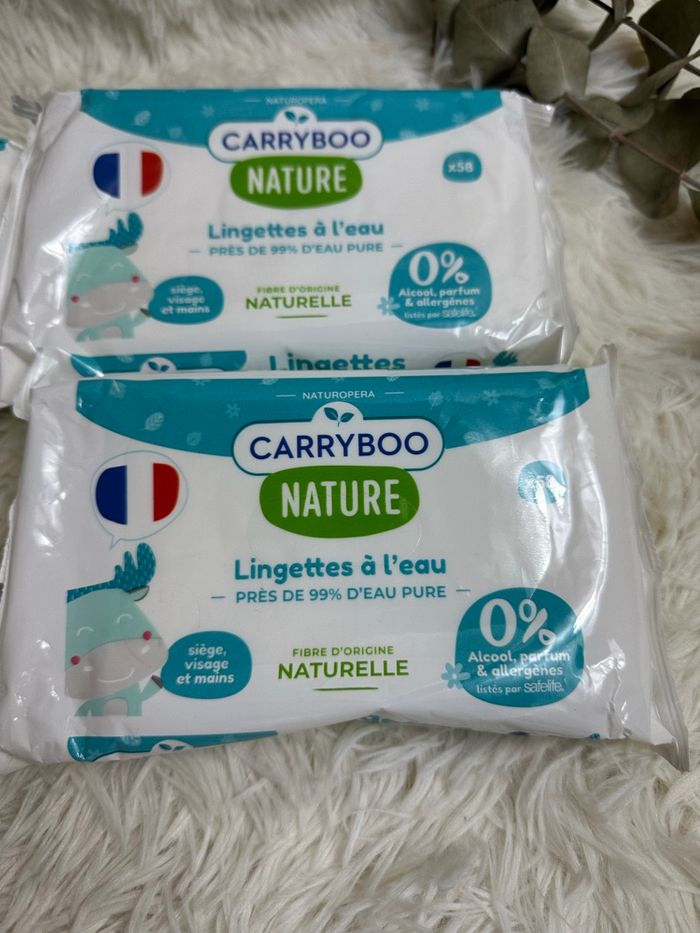 NATUROPERA
CARRYBOO
NATURE
x58
Lingettes à l'eau
PRÈS DE 99% D'EAU PURE
0%
Alcool, parfum
& allergènes
listés par safelife.
siège,
visage
et mains
FIBRE D'ORIGINE
NATURELLE
Lingettes
NATUROPERA
CARRYBOO
NATURE
Lingettes à l'eau
PRÈS DE 99% D'EAU PURE
0%
Alcool, parfum
& allergènes
listés par safelife.
siège,
visage
et mains
FIBRE D'ORIGINE
NATURELLE